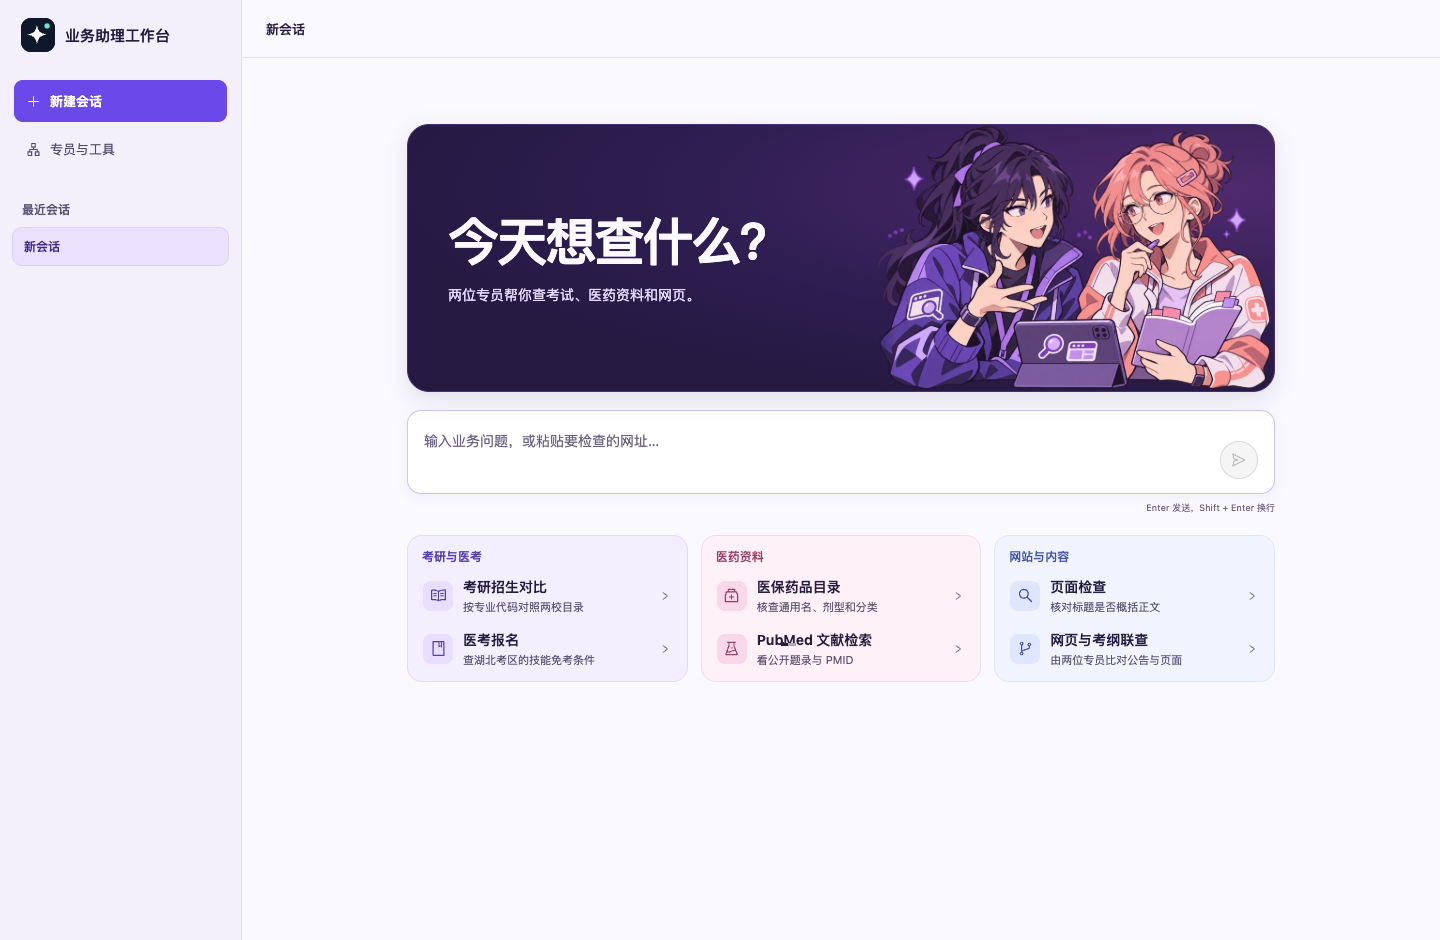 业务助理工作台
新建会话
专员与工具
最近会话
新会话
新会话
今天想查什么?
两位专员帮你查考试、医药资料和网页。
输入业务问题，或粘贴要检查的网址...
Enter 发送，Shift + Enter 换行
考研与医考
考研招生对比
按专业代码对照两校目录
医考报名
查湖北考区的技能免考条件
医药资料
医保药品目录
核查通用名、剂型和分类
PubMed 文献检索
看公开题录与 PMID
网站与内容
页面检查
核对标题是否概括正文
网页与考纲联查
由两位专员比对公告与页面